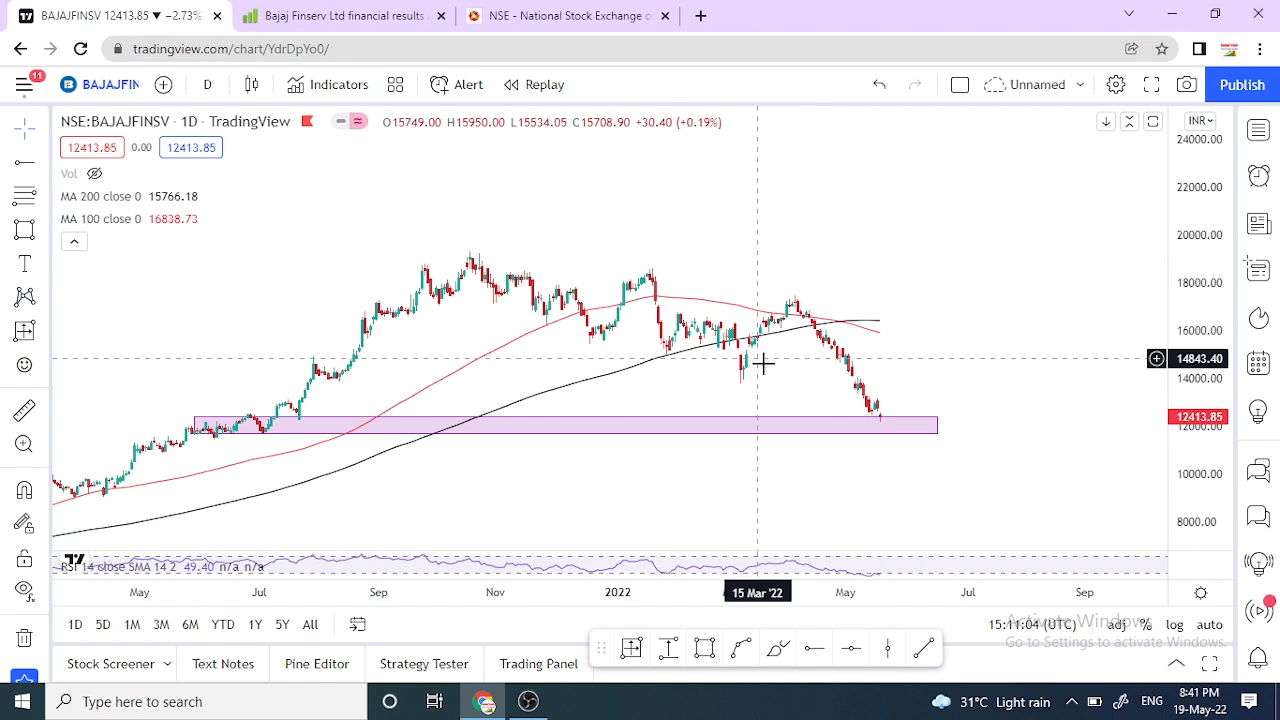 BAJAJFINSV 12413.85 ▼ −2.73%
Bajaj Finserv Ltd financial results
NSE - National Stock Exchange o
tradingview.com/chart/YdrDpYo0/
11
BAJAJFIN
D
Indicators
Alert
Replay
Unnamed
Publish
NSE:BAJAJFINSV · 1D · TradingView
O15749.00 H15950.00 L15534.05 C15708.90 +30.40 (+0.19%)
INR
12413.85 0.00 12413.85
Vol
MA 200 close 0 15766.18
MA 100 close 0 16838.73
24000.00
22000.00
20000.00
18000.00
16000.00
14843.40
14000.00
12413.85
12000.00
10000.00
8000.00
RSI 14 close SMA 14 2 49.40 n/a n/a
May Jul Sep Nov 2022 15 Mar '22 May Jul Sep
1D 5D 1M 3M 6M YTD 1Y 5Y All
15:11:04 (UTC) adj % log auto
Activate Windows
Go to Settings to activate Windows.
Stock Screener Text Notes Pine Editor Strategy Tester Trading Panel
Type here to search
31°C Light rain
ENG
8:41 PM
19-May-22